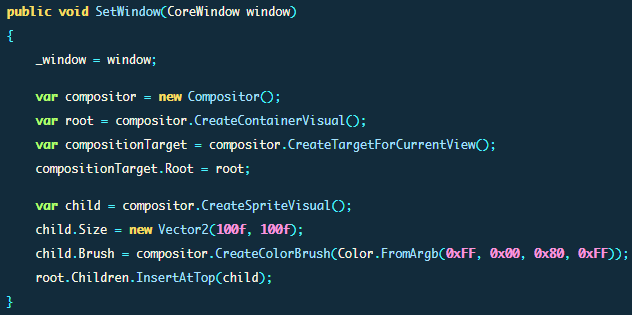 public void SetWindow(CoreWindow window)
{
    _window = window;

    var compositor = new Compositor();
    var root = compositor.CreateContainerVisual();
    var compositionTarget = compositor.CreateTargetForCurrentView();
    compositionTarget.Root = root;

    var child = compositor.CreateSpriteVisual();
    child.Size = new Vector2(100f, 100f);
    child.Brush = compositor.CreateColorBrush(Color.FromArgb(0xFF, 0x00, 0x80, 0xFF));
    root.Children.InsertAtTop(child);
}